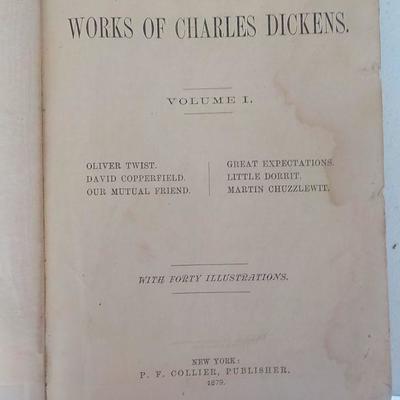 WORKS OF CHARLES DICKENS.
VOLUME I.
OLIVER TWIST.
DAVID COPPERFIELD.
OUR MUTUAL FRIEND.
GREAT EXPECTATIONS.
LITTLE DORRIT.
MARTIN CHUZZLEWIT.
WITH FORTY ILLUSTRATIONS.
NEW YORK:
P. F. COLLIER, PUBLISHER.
1879.